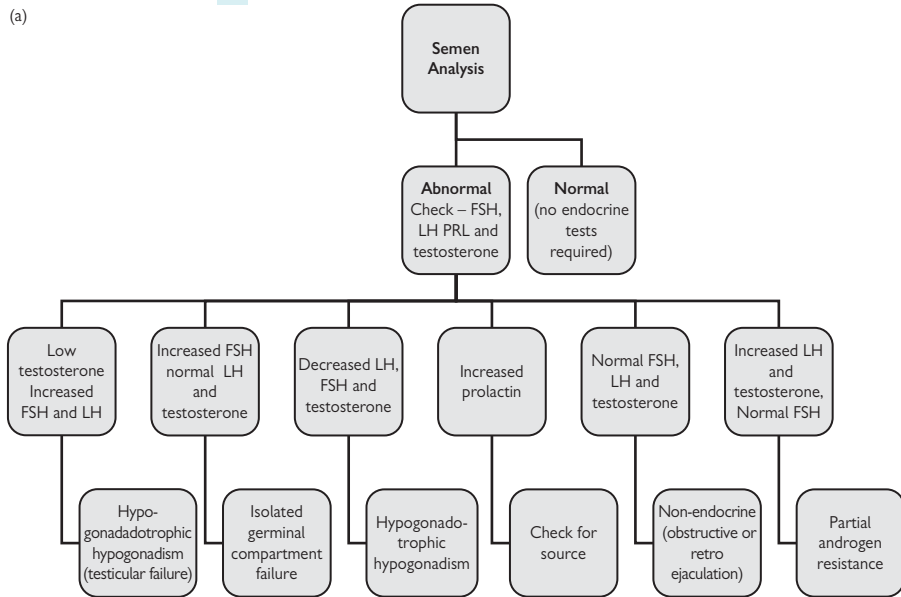 (a)
Semen
Analysis
Abnormal
Check – FSH,
LH PRL and
testosterone
Normal
(no endocrine
tests
required)
Low
testosterone
Increased
FSH and LH
Increased FSH
normal LH
and
testosterone
Decreased LH,
FSH and
testosterone
Increased
prolactin
Normal FSH,
LH and
testosterone
Increased LH
and
testosterone,
Normal FSH
Hypo-
gonadadotrophic
hypogonadism
(testicular failure)
Isolated
germinal
compartment
failure
Hypogonado-
trophic
hypogonadism
Check for
source
Non-endocrine
(obstructive or
retro
ejaculation)
Partial
androgen
resistance